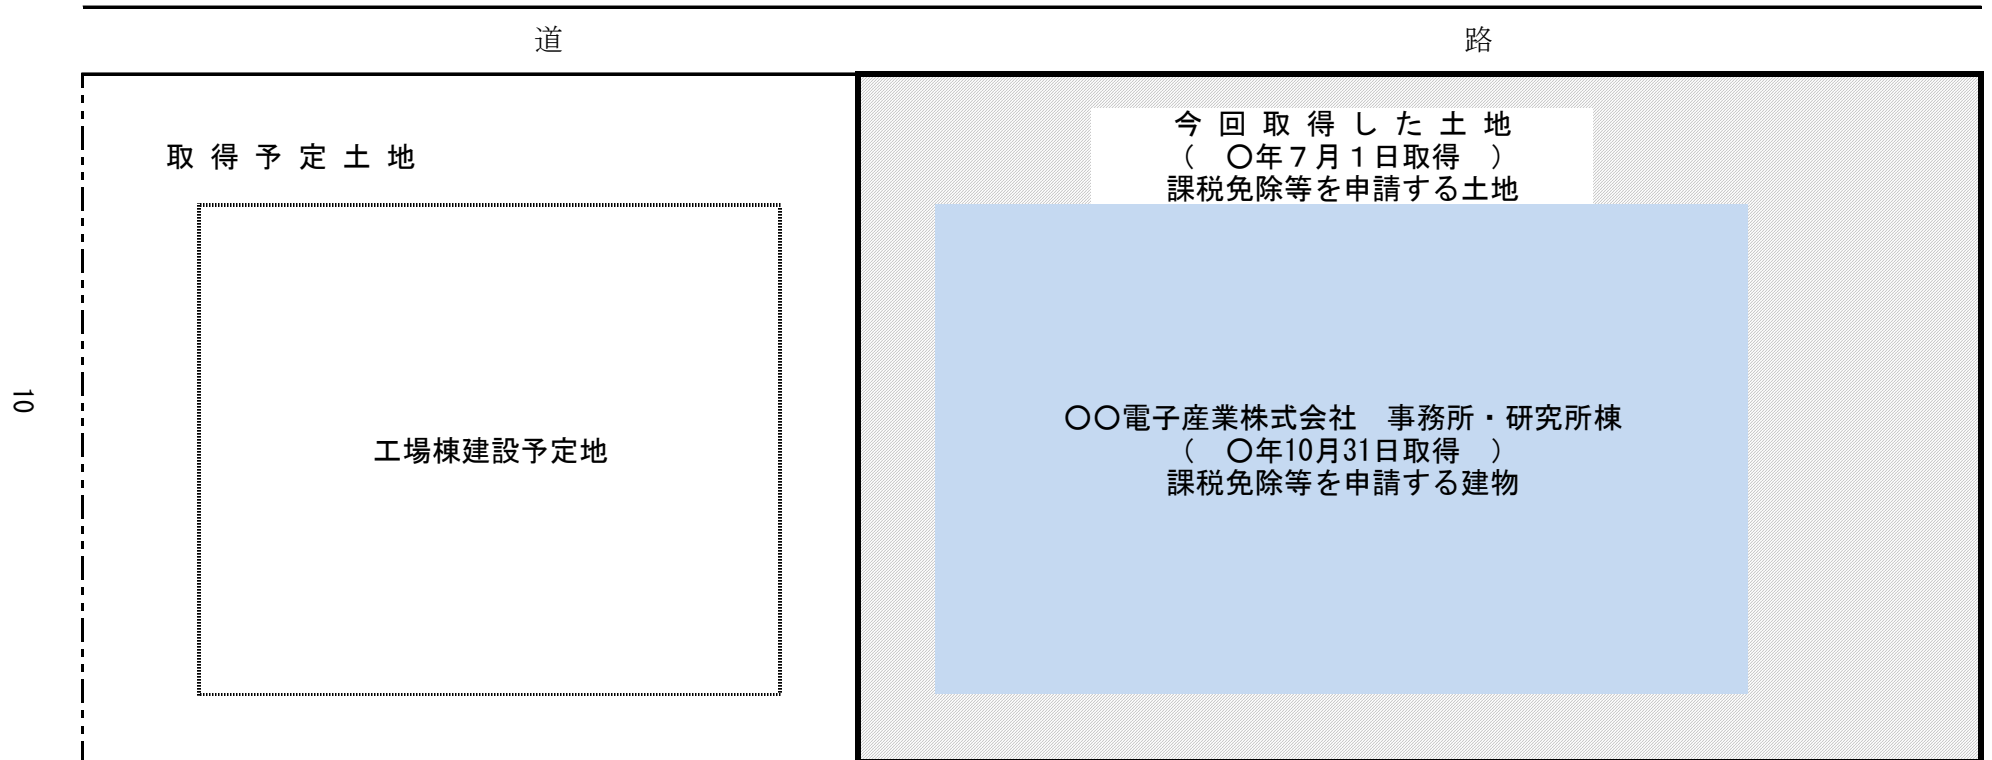 道 路
取 得 予 定 土 地
工場棟建設予定地
今 回 取 得 し た 土 地
（ 〇年７月１日取得 ）
課税免除等を申請する土地
〇〇電子産業株式会社 事務所・研究所棟
（ 〇年10月31日取得 ）
課税免除等を申請する建物
10